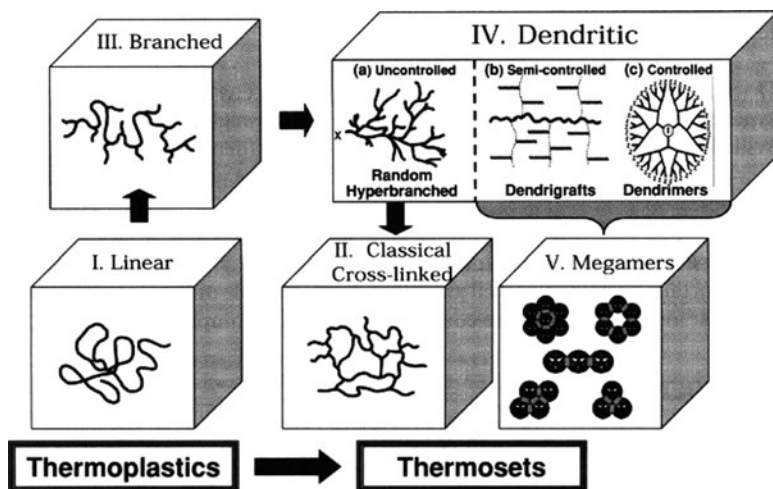 III. Branched
IV. Dendritic
(a) Uncontrolled
(b) Semi-controlled
(c) Controlled
X
Random
Hyperbranched
Dendrigrafts
Dendrimers
I. Linear
II. Classical
Cross-linked
V. Megamers
Thermoplastics
Thermosets